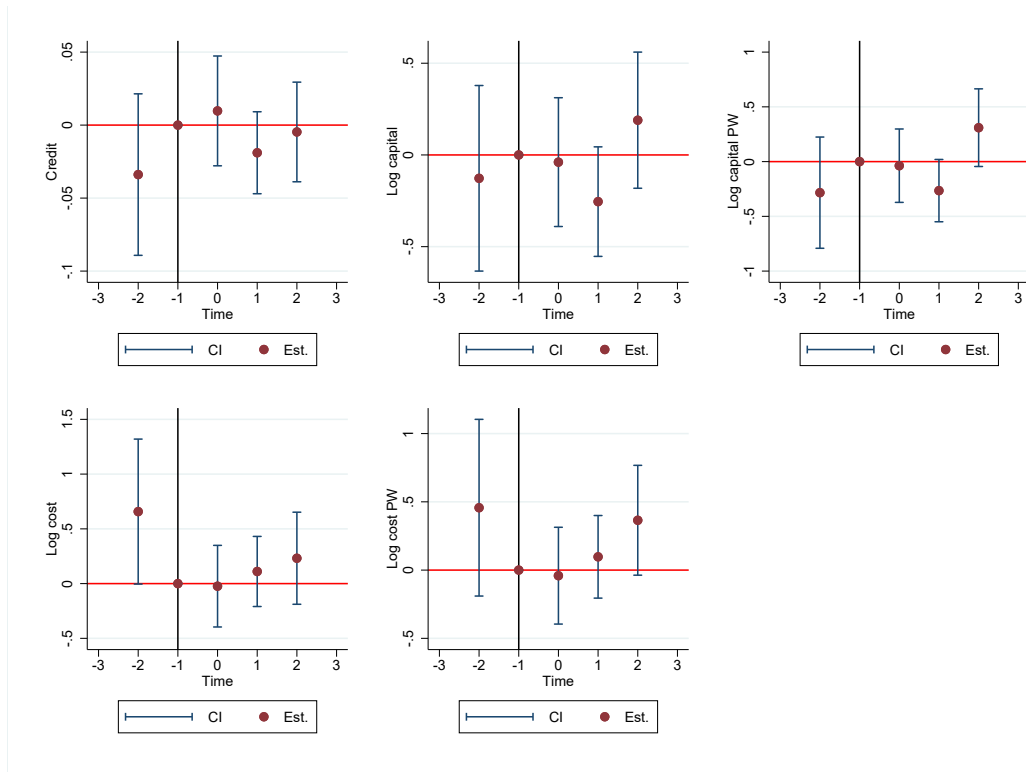 Credit
.05
0
-.05
-.1
-3 -2 -1 0 1 2 3
Time
CI Est.
Log capital
.5
0
-.5
-3 -2 -1 0 1 2 3
Time
CI Est.
Log capital PW
1
.5
0
-.5
-1
-3 -2 -1 0 1 2 3
Time
CI Est.
Log cost
1.5
1
.5
0
-.5
-3 -2 -1 0 1 2 3
Time
CI Est.
Log cost PW
1
.5
0
-.5
-3 -2 -1 0 1 2 3
Time
CI Est.